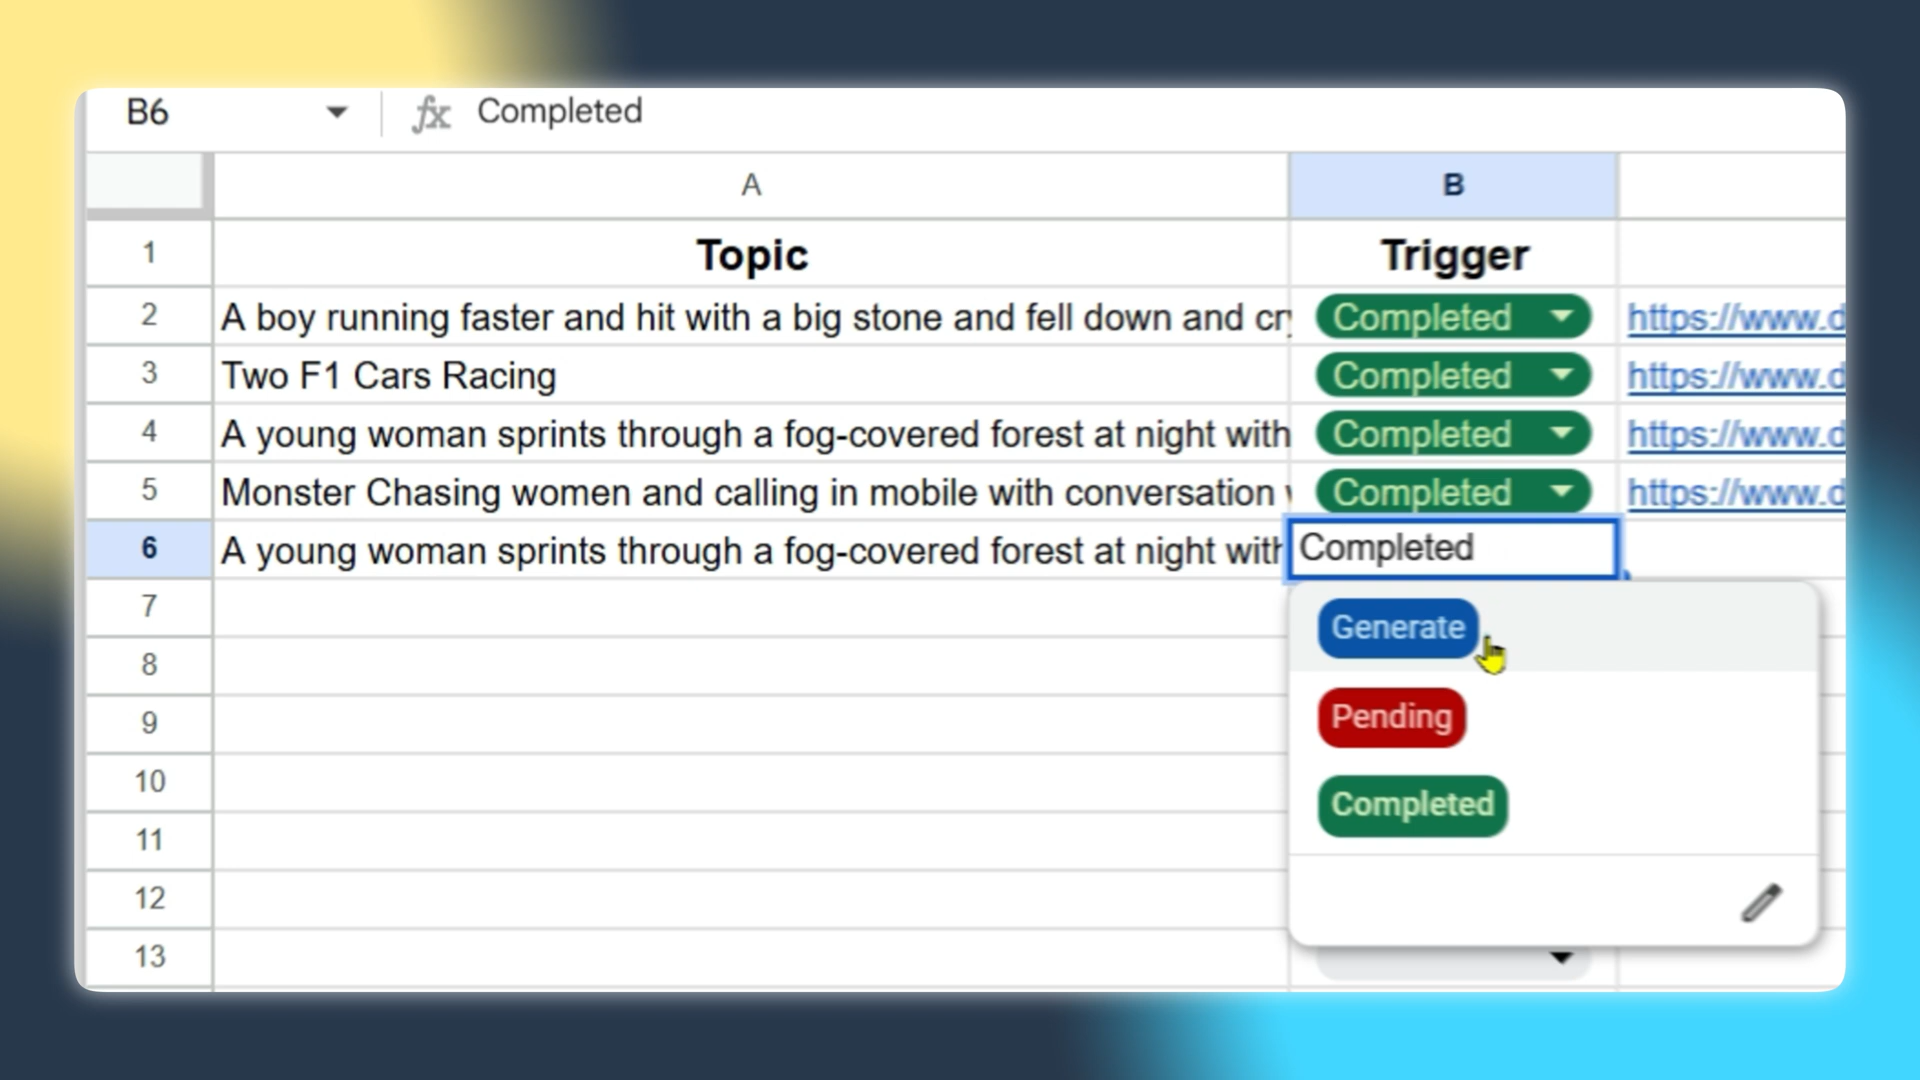 B6 fx Completed
A B
1 Topic Trigger
2 A boy running faster and hit with a big stone and fell down and cry Completed https://www.d
3 Two F1 Cars Racing Completed https://www.d
4 A young woman sprints through a fog-covered forest at night with Completed https://www.d
5 Monster Chasing women and calling in mobile with conversation Completed https://www.d
6 A young woman sprints through a fog-covered forest at night with Completed
7 Generate
8
9 Pending
10 Completed
11
12
13